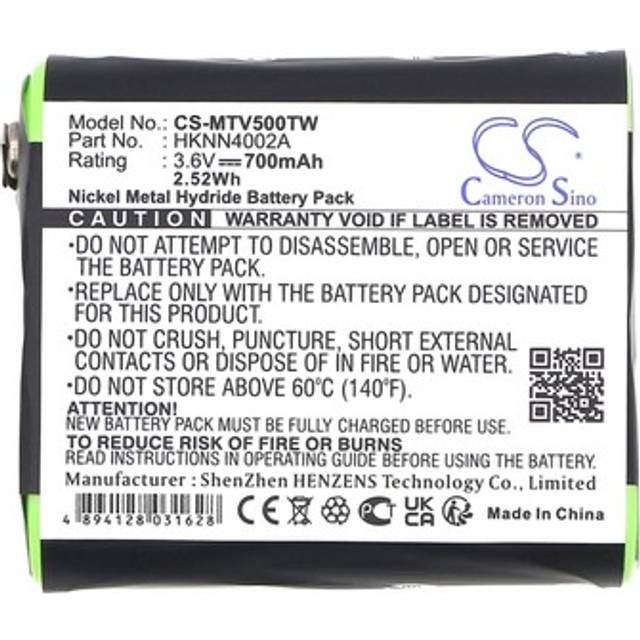 Model No.: CS-MTV500TW
Part No. : HKNN4002A
Rating : 3.6V⎓700mAh
2.52Wh
Nickel Metal Hydride Battery Pack
CS
Cameron Sino
CAUTION WARRANTY VOID IF LABEL IS REMOVED
•DO NOT ATTEMPT TO DISASSEMBLE, OPEN OR SERVICE
THE BATTERY PACK.
•REPLACE ONLY WITH THE BATTERY PACK DESIGNATED
FOR THIS PRODUCT.
•DO NOT CRUSH, PUNCTURE, SHORT EXTERNAL
CONTACTS OR DISPOSE OF IN FIRE OR WATER.
•DO NOT STORE ABOVE 60°C (140°F).
ATTENTION!
NEW BATTERY PACK MUST BE FULLY CHARGED BEFORE USE.
TO REDUCE RISK OF FIRE OR BURNS
READ INSTRUCTIONS IN OPERATING GUIDE BEFORE USING THE BATTERY.
Manufacturer : ShenZhen HENZENS Technology Co., Limited
4 894128 031628
CE
PCT
UK
CA
Made In China